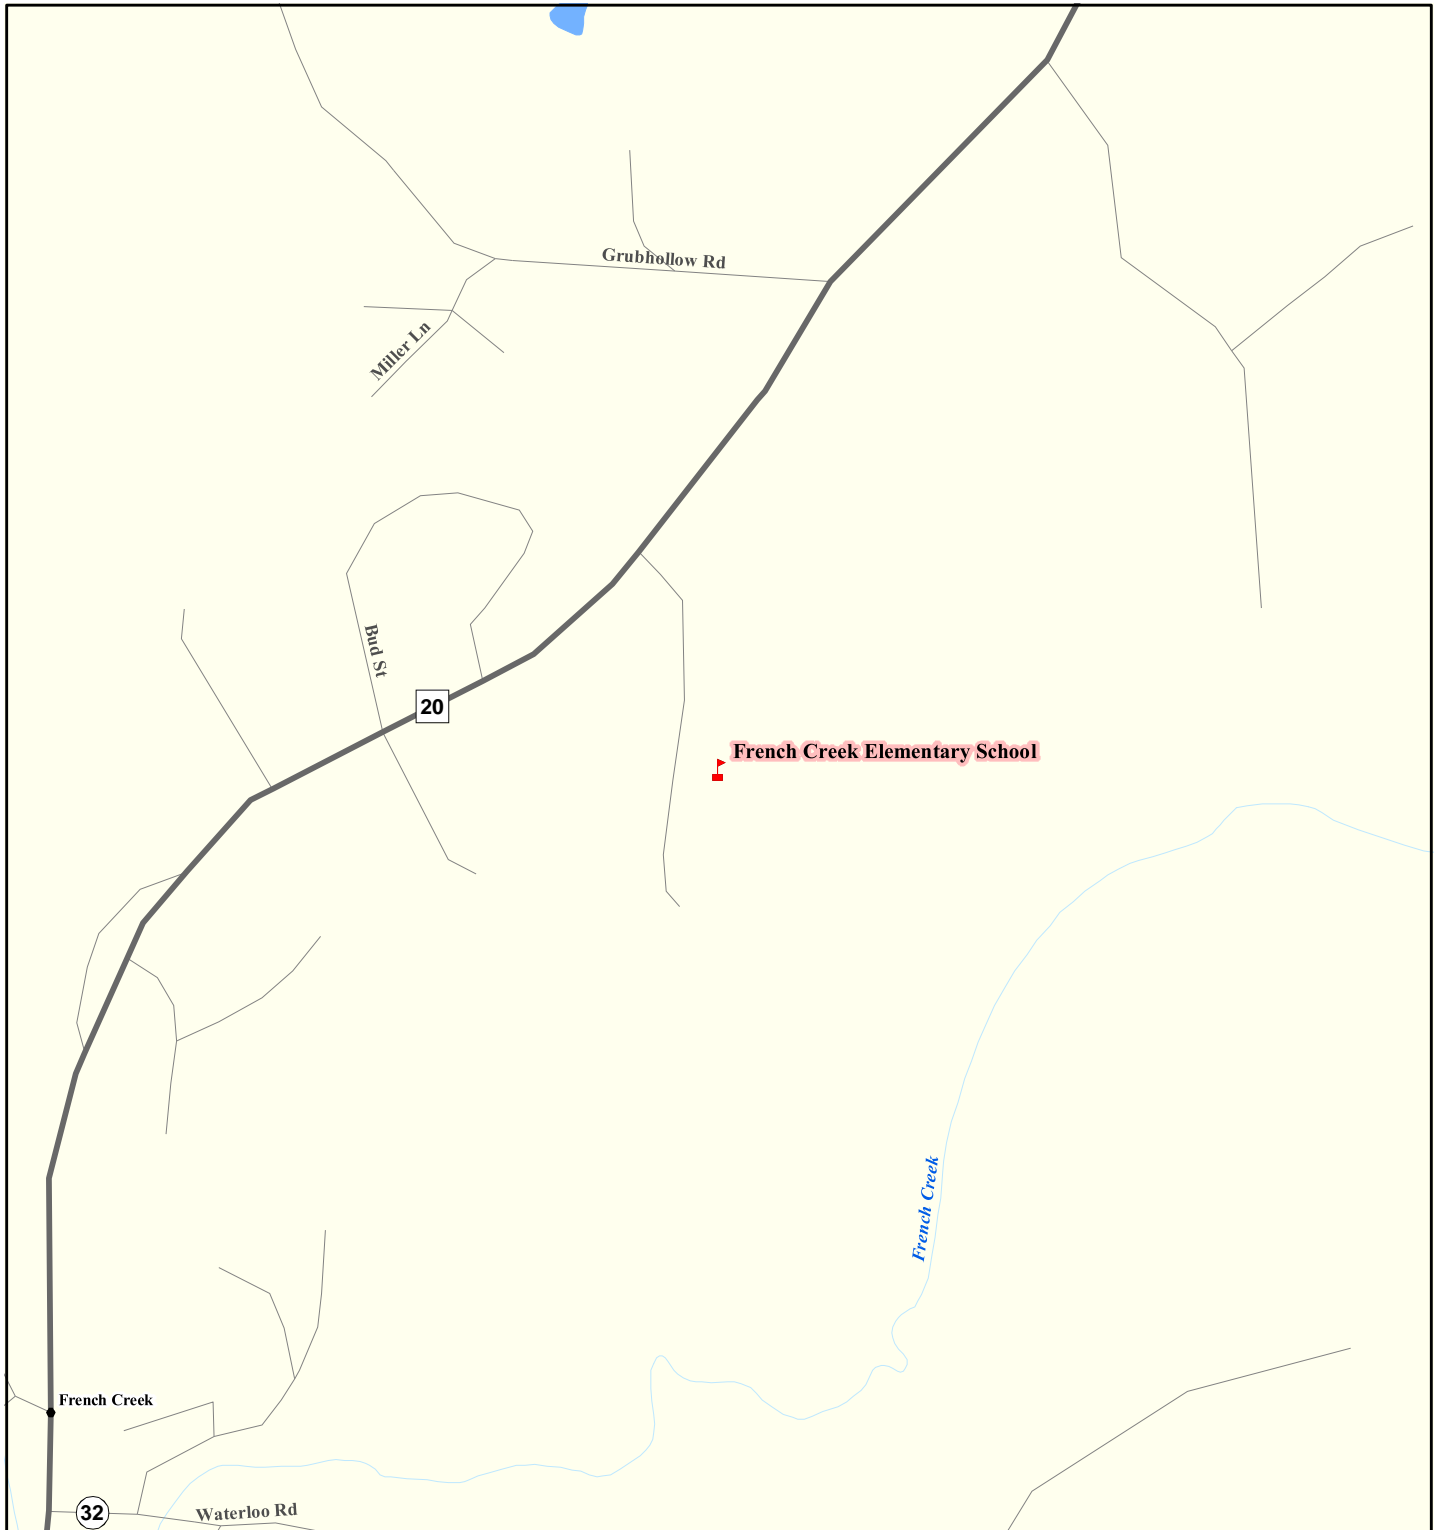 Grubhollow Rd
Miller Ln
Bud St
20
French Creek Elementary School
French Creek
French Creek
32
Waterloo Rd